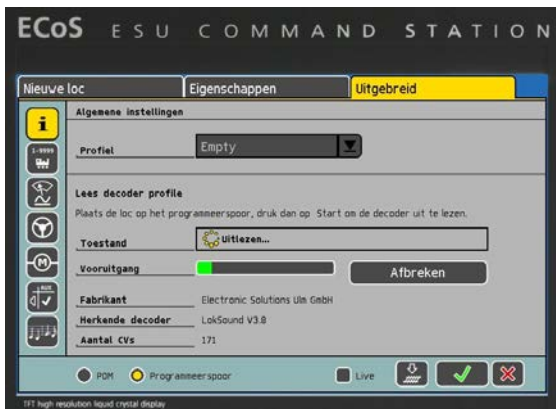 ECoS ESU COMMAND STATION
Nieuwe loc
Eigenschappen
Uitgebreid
Algemene instellingen
Profiel
Empty
Lees decoder profile
Plaats de loc op het programmeerspoor, druk dan op Start om de decoder uit te lezen.
Toestand
Uitlezen...
Vooruitgang
Afbreken
Fabrikant
Electronic Solutions Ulm GmbH
Herkende decoder
LokSound V3.0
Aantal CVs
171
POM
Programmeerspoor
Live
TFT high resolution liquid crystal display
i
1-9999
M
AUX